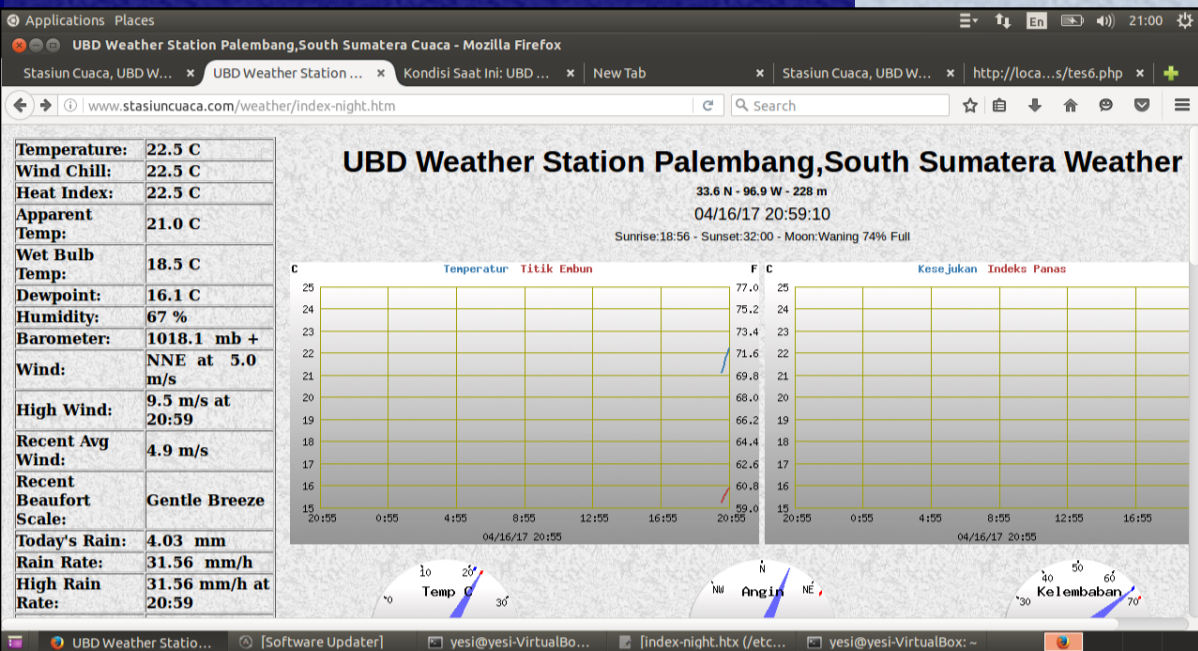 Applications Places
En 21:00
UBD Weather Station Palembang,South Sumatera Cuaca - Mozilla Firefox
Stasiun Cuaca, UBD W... × UBD Weather Station ... × Kondisi Saat Ini: UBD ... × New Tab × Stasiun Cuaca, UBD W... × http://loca...s/tes6.php ×
www.stasiuncuaca.com/weather/index-night.htm
Search
Temperature: 22.5 C
Wind Chill: 22.5 C
Heat Index: 22.5 C
Apparent
Temp: 21.0 C
Wet Bulb
Temp: 18.5 C
Dewpoint: 16.1 C
Humidity: 67 %
Barometer: 1018.1 mb +
Wind: NNE at 5.0
m/s
High Wind: 9.5 m/s at
20:59
Recent Avg
Wind: 4.9 m/s
Recent
Beaufort
Scale: Gentle Breeze
Today's Rain: 4.03 mm
Rain Rate: 31.56 mm/h
High Rain
Rate: 31.56 mm/h at
20:59
UBD Weather Station Palembang,South Sumatera Weather
33.6 N - 96.9 W - 228 m
04/16/17 20:59:10
Sunrise:18:56 - Sunset:32:00 - Moon:Waning 74% Full
C Temperatur Titik Embun F
25 77.0
24 75.2
23 73.4
22 71.6
21 69.8
20 68.0
19 66.2
18 64.4
17 62.6
16 60.8
15 59.0
20:55 0:55 4:55 8:55 12:55 16:55 20:55
04/16/17 20:55
C Kesejukan Indeks Panas
25
24
23
22
21
20
19
18
17
16
15
20:55 0:55 4:55 8:55 12:55 16:55
04/16/17 20:55
0 10 20 30
Temp C
NW N NE
Angin
30 40 50 60 70
Kelembaban
UBD Weather Statio... [Software Updater] yesi@yesi-VirtualBo... [index-night.htx (/etc... yesi@yesi-VirtualBox: ~